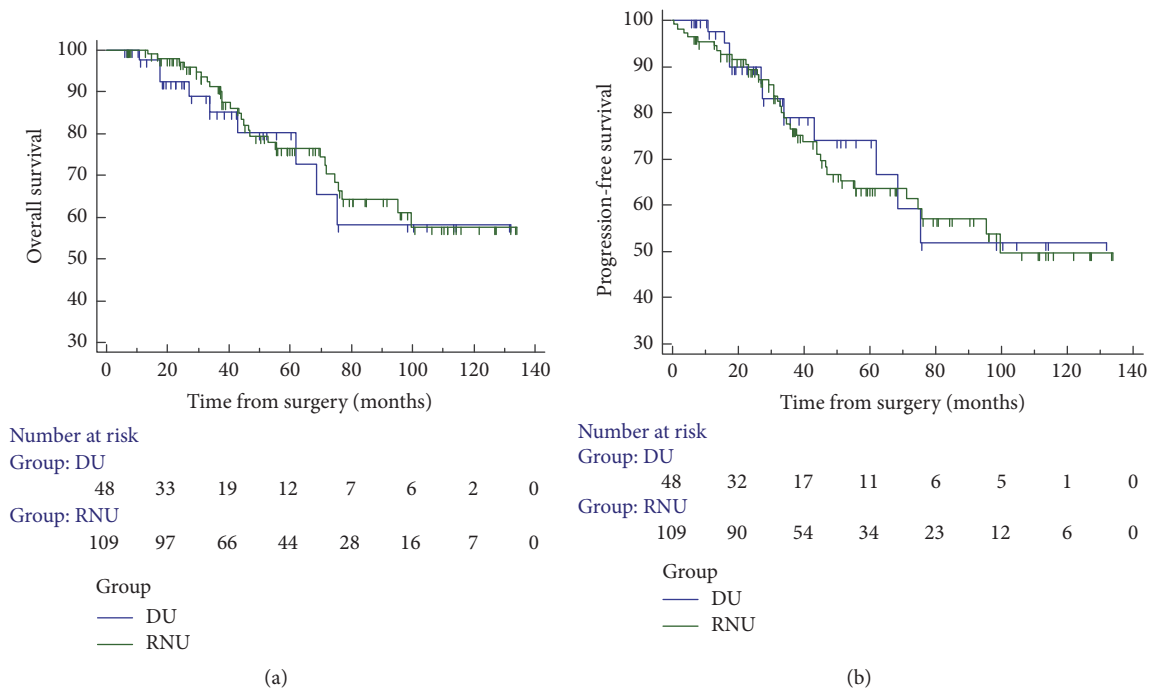 100
90
80
70
60
50
40
30
Overall survival
0 20 40 60 80 100 120 140
Time from surgery (months)
Number at risk
Group: DU
48 33 19 12 7 6 2 0
Group: RNU
109 97 66 44 28 16 7 0
Group
DU
RNU
(a)
100
90
80
70
60
50
40
30
Progression-free survival
0 20 40 60 80 100 120 140
Time from surgery (months)
Number at risk
Group: DU
48 32 17 11 6 5 1 0
Group: RNU
109 90 54 34 23 12 6 0
Group
DU
RNU
(b)